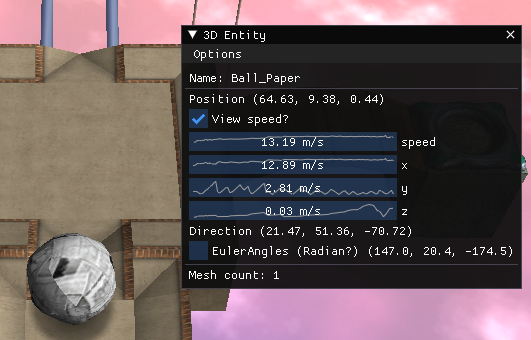 3D Entity
Options
Name: Ball_Paper
Position (64.63, 9.38, 0.44)
View speed?
13.19 m/s speed
12.89 m/s x
2.81 m/s y
0.03 m/s z
Direction (21.47, 51.36, -70.72)
EulerAngles (Radian?) (147.0, 20.4, -174.5)
Mesh count: 1